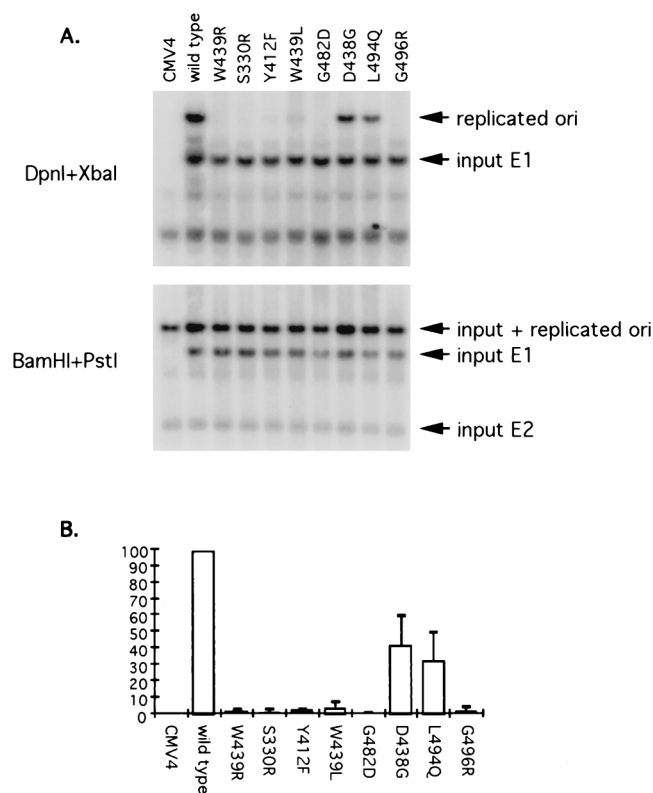 A.
CMV4 wild type W439R S330R Y412F W439L G482D D438G L494Q G496R
DpnI+XbaI
replicated ori
input E1
BamHI+PstI
input + replicated ori
input E1
input E2
B.
100
90
80
70
60
50
40
30
20
10
0
CMV4 wild type W439R S330R Y412F W439L G482D D438G L494Q G496R